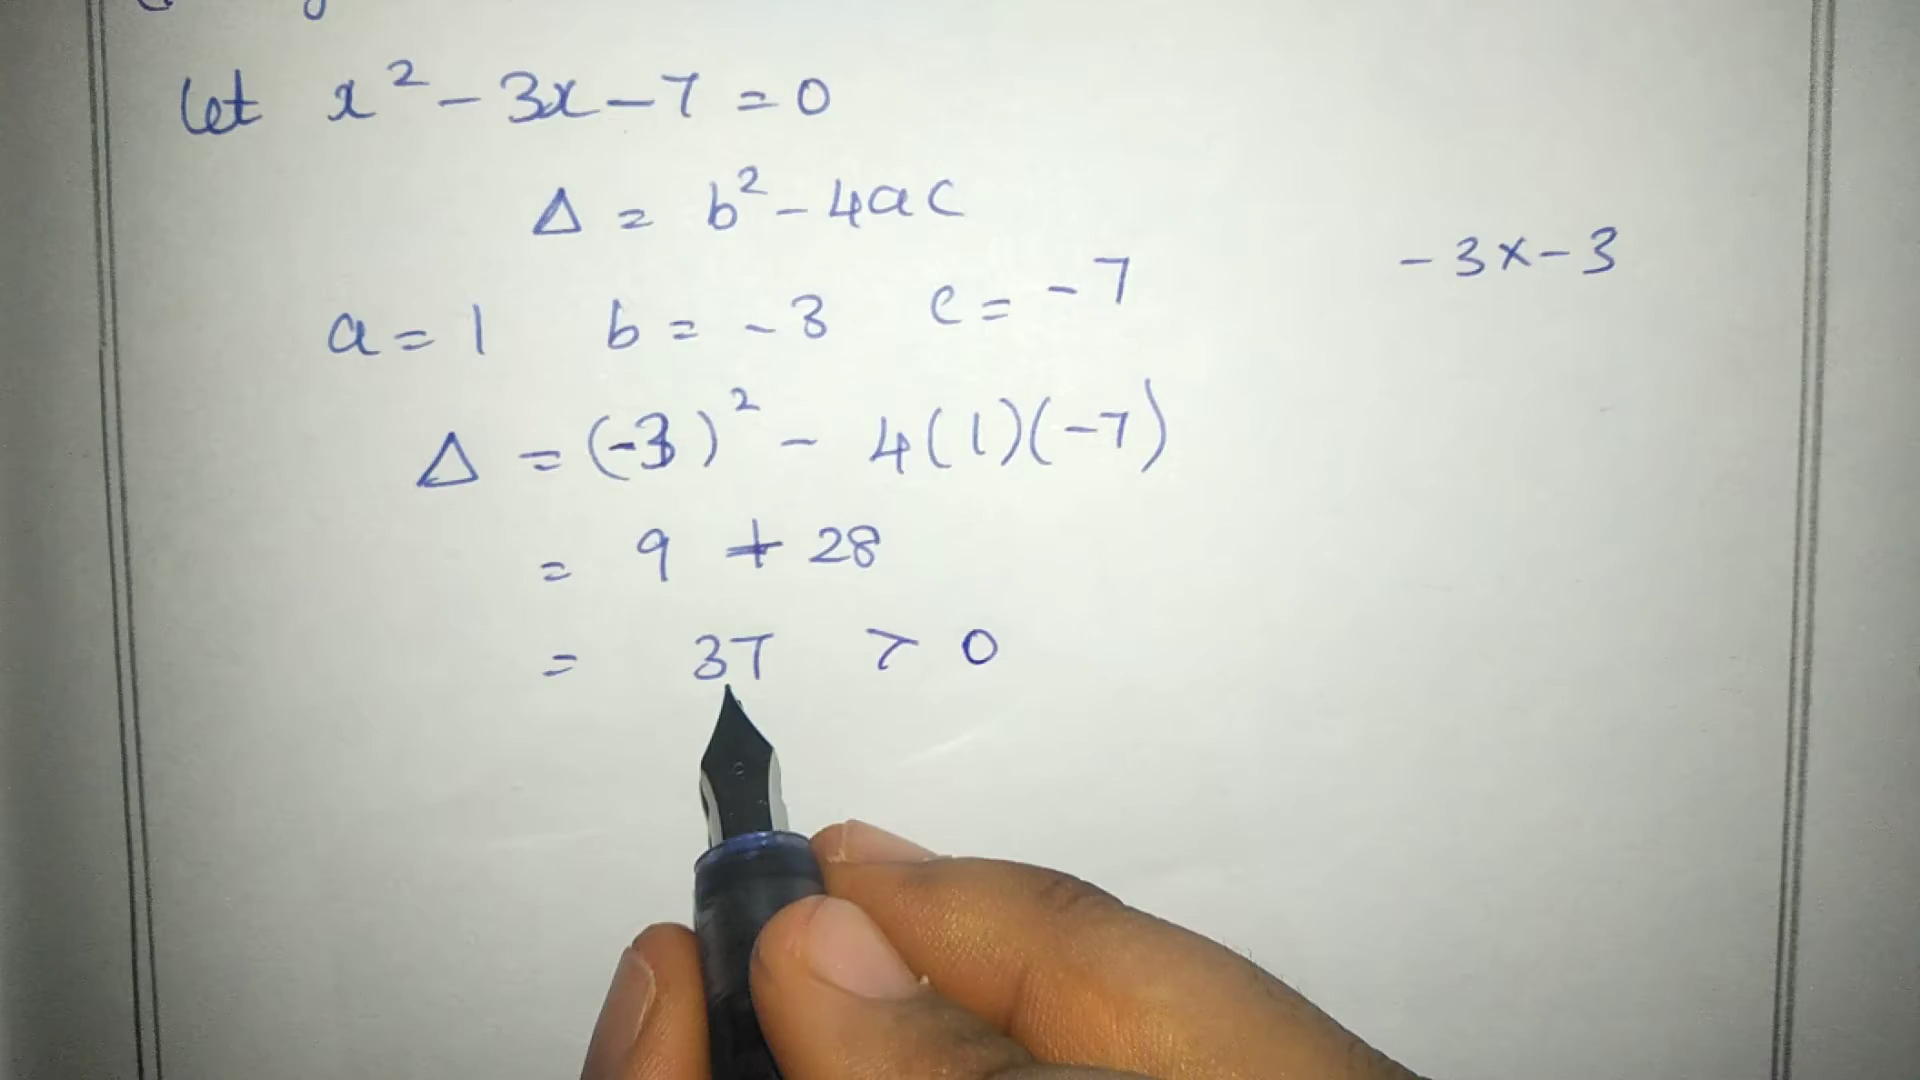 Let x² - 3x - 7 = 0
Δ = b² - 4ac
- 3 x - 3
a = 1 b = - 3 c = - 7
Δ = (-3)² - 4(1)(-7)
= 9 + 28
= 37 > 0